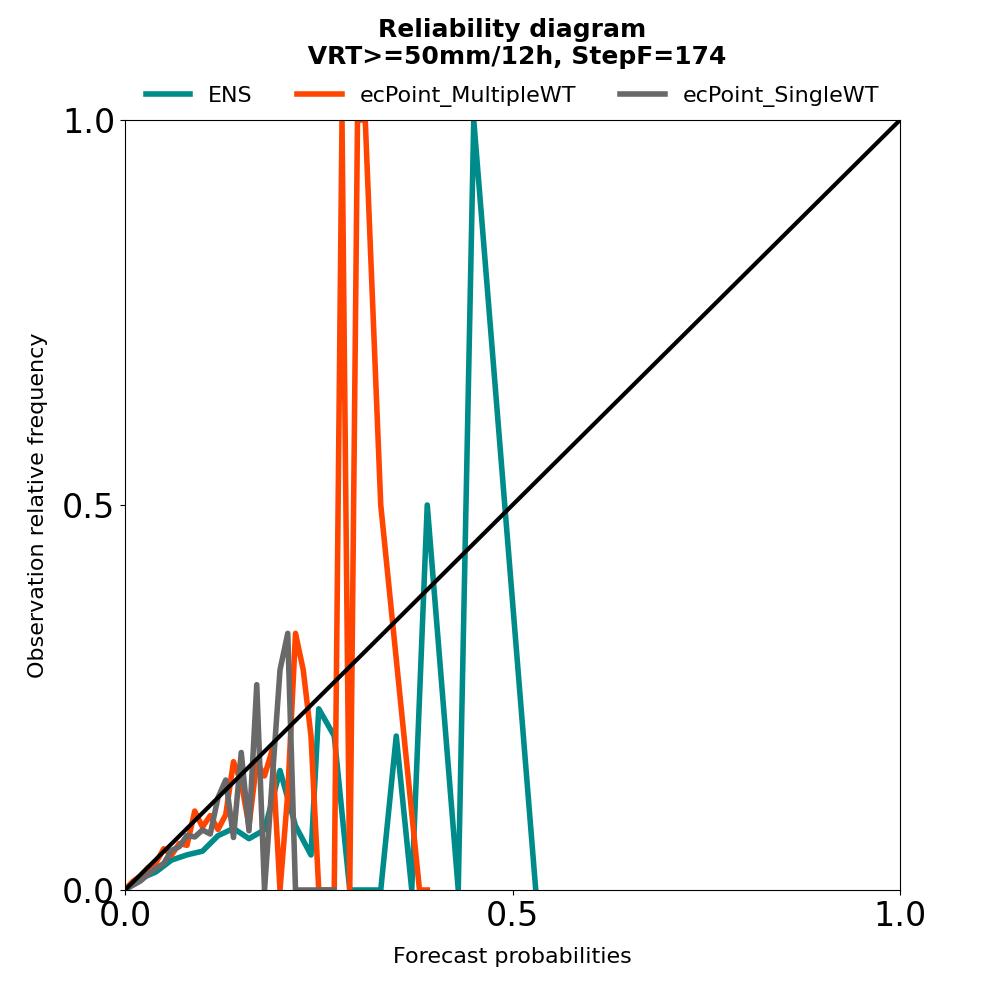 Reliability diagram
VRT>=50mm/12h, StepF=174
ENS ecPoint_MultipleWT ecPoint_SingleWT
1.0
0.5
0.0
Observation relative frequency
0.0 0.5 1.0
Forecast probabilities